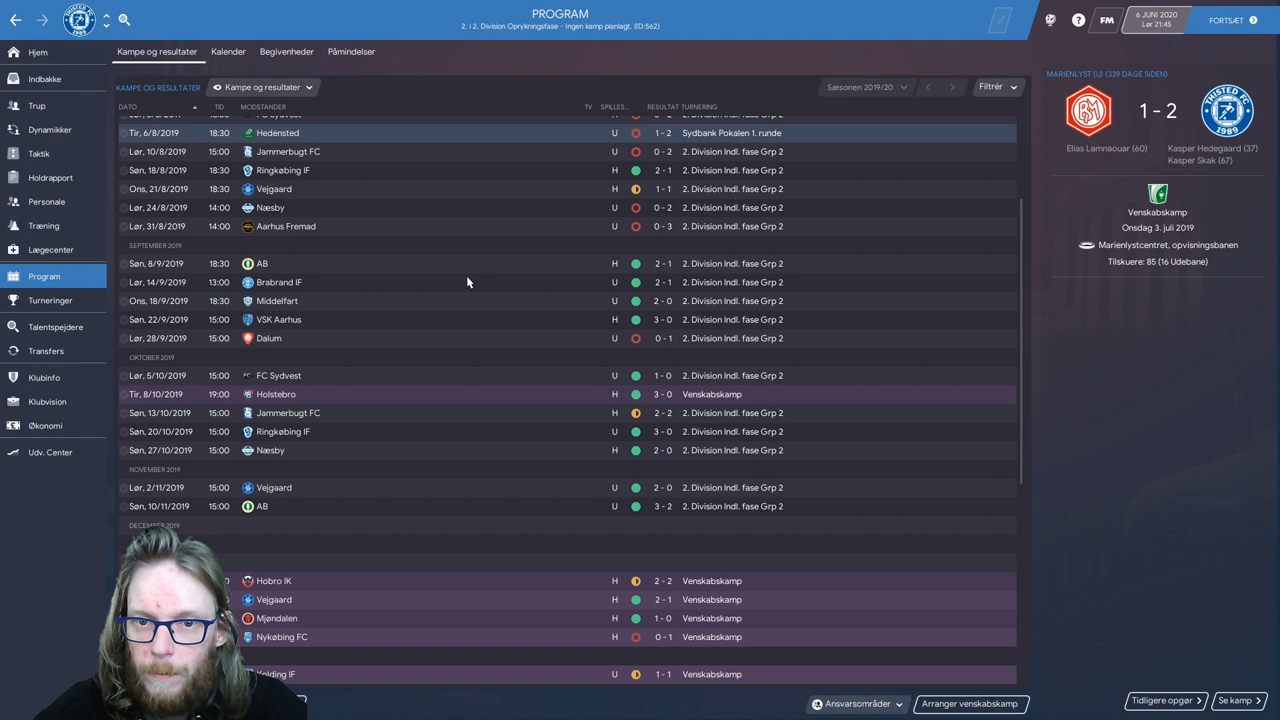 PROGRAM
2. i 2. Division Oprykningsfase - Ingen kamp planlagt. (ID:562)
6 JUNI 2020
Lør 21:45
FORTSÆT
FM
THISTED FC
1989
Hjem
Indbakke
Trup
Dynamikker
Taktik
Holdrapport
Personale
Træning
Lægecenter
Program
Turneringer
Talentspejdere
Transfers
Klubinfo
Klubvision
Økonomi
Udv. Center
Kampe og resultater Kalender Begivenheder Påmindelser
KAMPE OG RESULTATER Kampe og resultater Sæsonen 2019/20 Filtrér
DATO TID MODSTANDER TV SPILLES... RESULTAT TURNERING
Tir, 6/8/2019 18:30 Hedensted U 1 - 2 Sydbank Pokalen 1. runde
Lør, 10/8/2019 15:00 Jammerbugt FC U 0 - 2 2. Division Indl. fase Grp 2
Søn, 18/8/2019 18:30 Ringkøbing IF H 2 - 1 2. Division Indl. fase Grp 2
Ons, 21/8/2019 18:30 Vejgaard H 1 - 1 2. Division Indl. fase Grp 2
Lør, 24/8/2019 14:00 Næsby U 0 - 2 2. Division Indl. fase Grp 2
Lør, 31/8/2019 14:00 Aarhus Fremad U 0 - 3 2. Division Indl. fase Grp 2
SEPTEMBER 2019
Søn, 8/9/2019 18:30 AB H 2 - 1 2. Division Indl. fase Grp 2
Lør, 14/9/2019 13:00 Brabrand IF U 2 - 1 2. Division Indl. fase Grp 2
Ons, 18/9/2019 18:30 Middelfart U 2 - 0 2. Division Indl. fase Grp 2
Søn, 22/9/2019 15:00 VSK Aarhus H 3 - 0 2. Division Indl. fase Grp 2
Lør, 28/9/2019 15:00 Dalum U 0 - 1 2. Division Indl. fase Grp 2
OKTOBER 2019
Lør, 5/10/2019 15:00 FC Sydvest U 1 - 0 2. Division Indl. fase Grp 2
Tir, 8/10/2019 19:00 Holstebro H 3 - 0 Venskabskamp
Søn, 13/10/2019 15:00 Jammerbugt FC H 2 - 2 2. Division Indl. fase Grp 2
Søn, 20/10/2019 15:00 Ringkøbing IF U 3 - 0 2. Division Indl. fase Grp 2
Søn, 27/10/2019 15:00 Næsby H 2 - 0 2. Division Indl. fase Grp 2
NOVEMBER 2019
Lør, 2/11/2019 15:00 Vejgaard U 2 - 0 2. Division Indl. fase Grp 2
Søn, 10/11/2019 15:00 AB U 3 - 2 2. Division Indl. fase Grp 2
DECEMBER 2019
Hobro IK H 2 - 2 Venskabskamp
Vejgaard H 2 - 1 Venskabskamp
Mjøndalen H 1 - 0 Venskabskamp
Nykøbing FC H 0 - 1 Venskabskamp
Kolding IF U 1 - 1 Venskabskamp
Ansvarsområder Arranger venskabskamp
MARIENLYST (U) (339 DAGE SIDEN)
1 - 2
THISTED FC
1989
Elias Lamnaouar (60) Kasper Hedegaard (37)
Kasper Skak (67)
Venskabskamp
Onsdag 3. juli 2019
Marienlystcentret, opvisningsbanen
Tilskuere: 85 (16 Udebane)
Tidligere opgør Se kamp